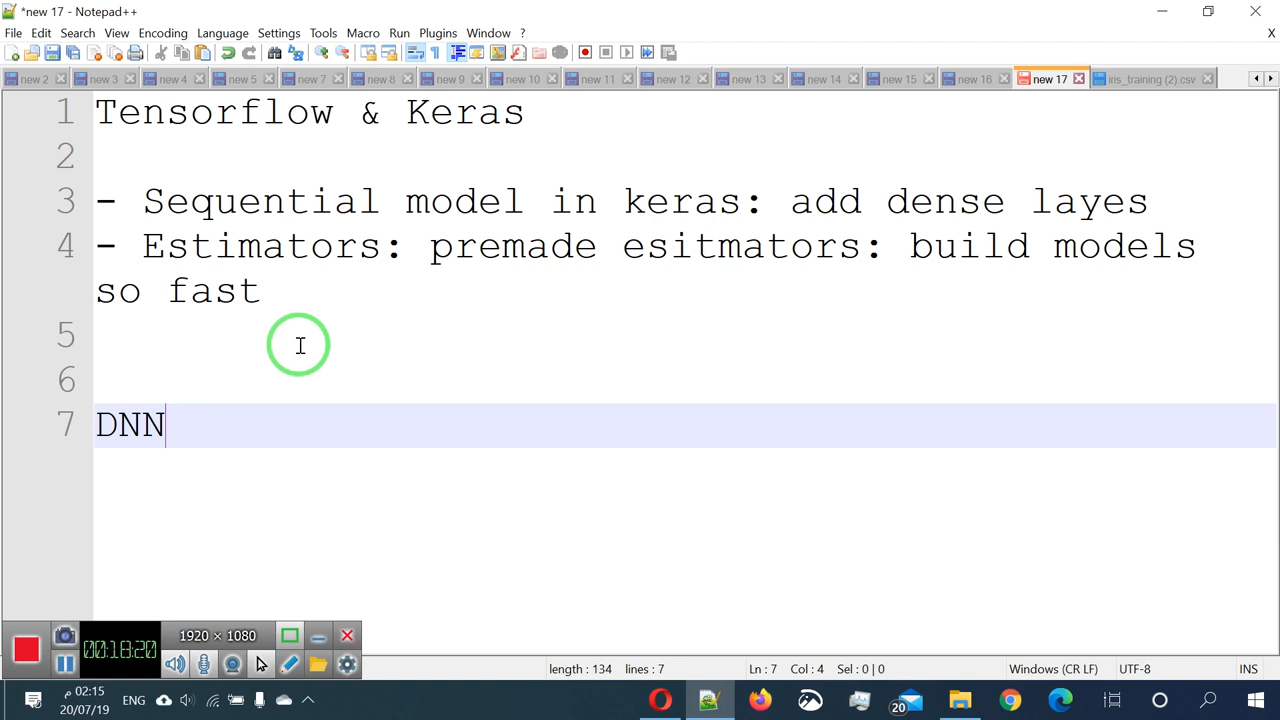 *new 17 - Notepad++
File Edit Search View Encoding Language Settings Tools Macro Run Plugins Window ? X
new 2 new 3 new 4 new 5 new new 8 new 9 new 10 new 11 new 12 new 13 new 14 new 15 new 16 new 17 iris_training (2).csv
1 Tensorflow & Keras
2
3 - Sequential model in keras: add dense layes
4 - Estimators: premade esitmators: build models
so fast
5
6
7 DNN
00:18:20 1920 × 1080
length : 134 lines : 7 Ln : 7 Col : 4 Sel : 0 | 0 Windows (CR LF) UTF-8 INS
02:15 م ENG 20
20/07/19